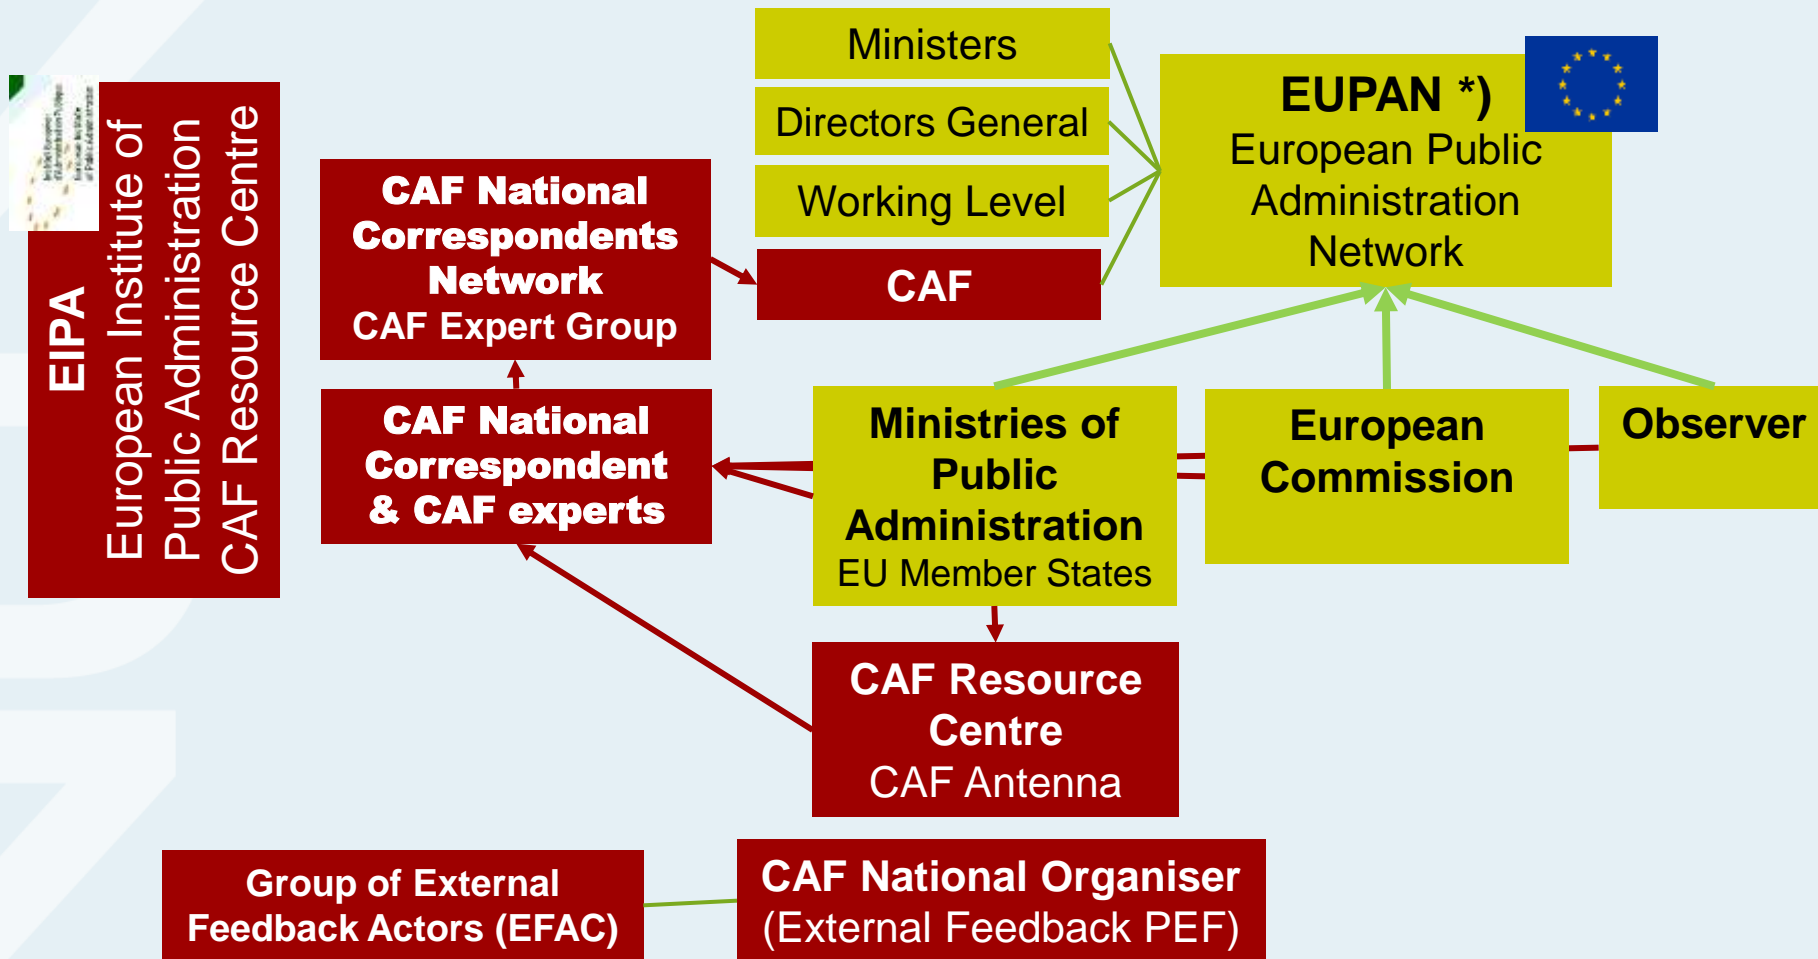 Ministers
Directors General
Working Level
CAF
EUPAN *)
European Public
Administration
Network
EIPA
European Institute of
Public Administration
CAF Resource Centre
CAF National
Correspondents
Network
CAF Expert Group
CAF National
Correspondent
& CAF experts
Ministries of
Public
Administration
EU Member States
European
Commission
Observer
CAF Resource
Centre
CAF Antenna
Group of External
Feedback Actors (EFAC)
CAF National Organiser
(External Feedback PEF)